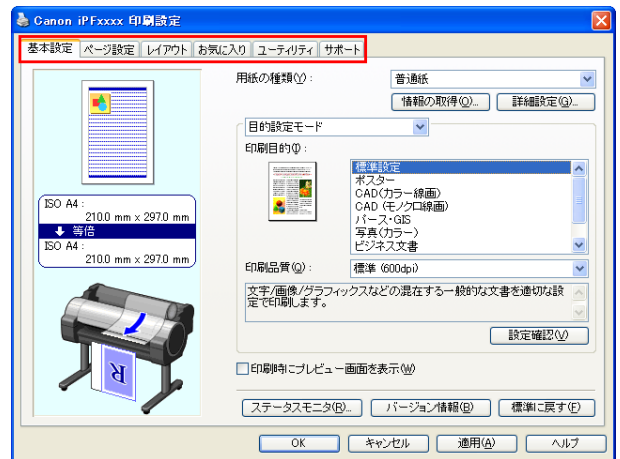 Canon iPFxxxx 印刷設定
基本設定 ページ設定 レイアウト お気に入り ユーティリティ サポート
用紙の種類(Y): 普通紙
情報の取得(O)... 詳細設定(G)...
目的設定モード
印刷目的(I):
標準設定
ポスター
CAD(カラー線画)
CAD (モノクロ線画)
パース・GIS
写真(カラー)
ビジネス文書
ISO A4 :
210.0 mm x 297.0 mm
等倍
ISO A4 :
210.0 mm x 297.0 mm
印刷品質(Q): 標準 (600dpi)
文字/画像/グラフィックスなどの混在する一般的な文書を適切な設
定で印刷します。
設定確認(V)
R
印刷時にプレビュー画面を表示(W)
ステータスモニタ(R)... バージョン情報(B) 標準に戻す(F)
OK キャンセル 適用(A) ヘルプ